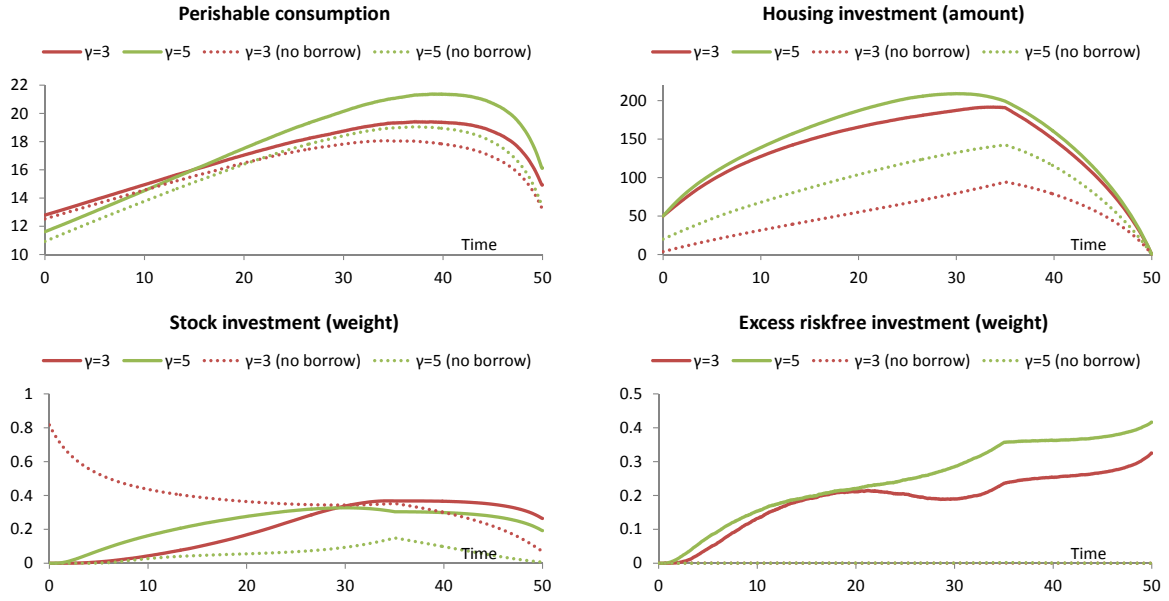 Perishable consumption
γ=3 γ=5 γ=3 (no borrow) γ=5 (no borrow)
22
20
18
16
14
12
10
Time
0 10 20 30 40 50
Housing investment (amount)
γ=3 γ=5 γ=3 (no borrow) γ=5 (no borrow)
200
150
100
50
0
Time
0 10 20 30 40 50
Stock investment (weight)
γ=3 γ=5 γ=3 (no borrow) γ=5 (no borrow)
1
0.8
0.6
0.4
0.2
0
Time
0 10 20 30 40 50
Excess riskfree investment (weight)
γ=3 γ=5 γ=3 (no borrow) γ=5 (no borrow)
0.5
0.4
0.3
0.2
0.1
0
Time
0 10 20 30 40 50